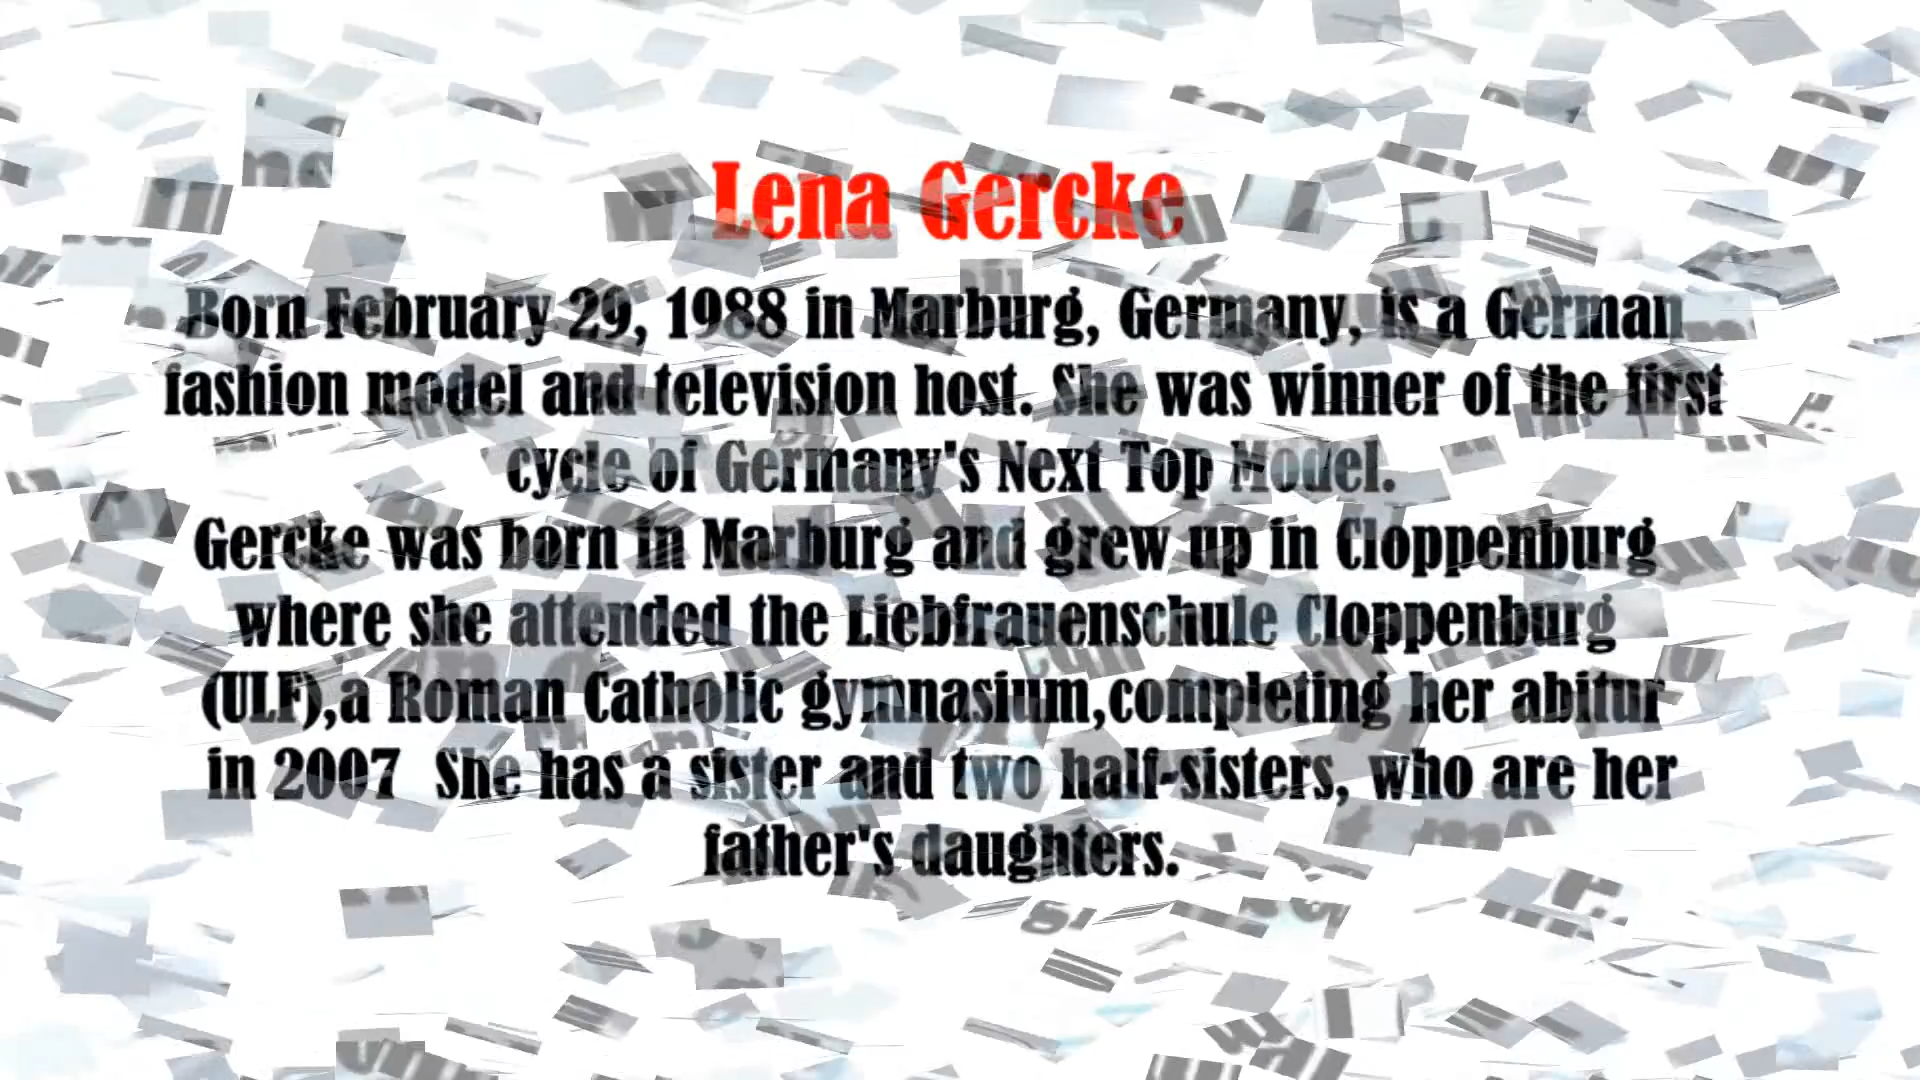 Lena Gercke
Born February 29, 1988 in Marburg, Germany, is a German
fashion model and television host. She was winner of the first
cycle of Germany's Next Top Model.
Gercke was born in Marburg and grew up in Cloppenburg
where she attended the Liebfrauenschule Cloppenburg
(ULF),a Roman Catholic gymnasium,completing her abitur
in 2007  She has a sister and two half-sisters, who are her
father's daughters.